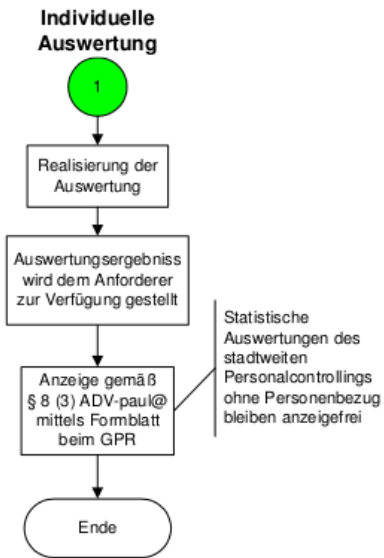 Individuelle
Auswertung
1
Realisierung der
Auswertung
Auswertungsergebniss
wird dem Anforderer
zur Verfügung gestellt
Anzeige gemäß
§ 8 (3) ADV-paul@
mittels Formblatt
beim GPR
Statistische
Auswertungen des
stadtweiten
Personalcontrollings
ohne Personenbezug
bleiben anzeigefrei
Ende